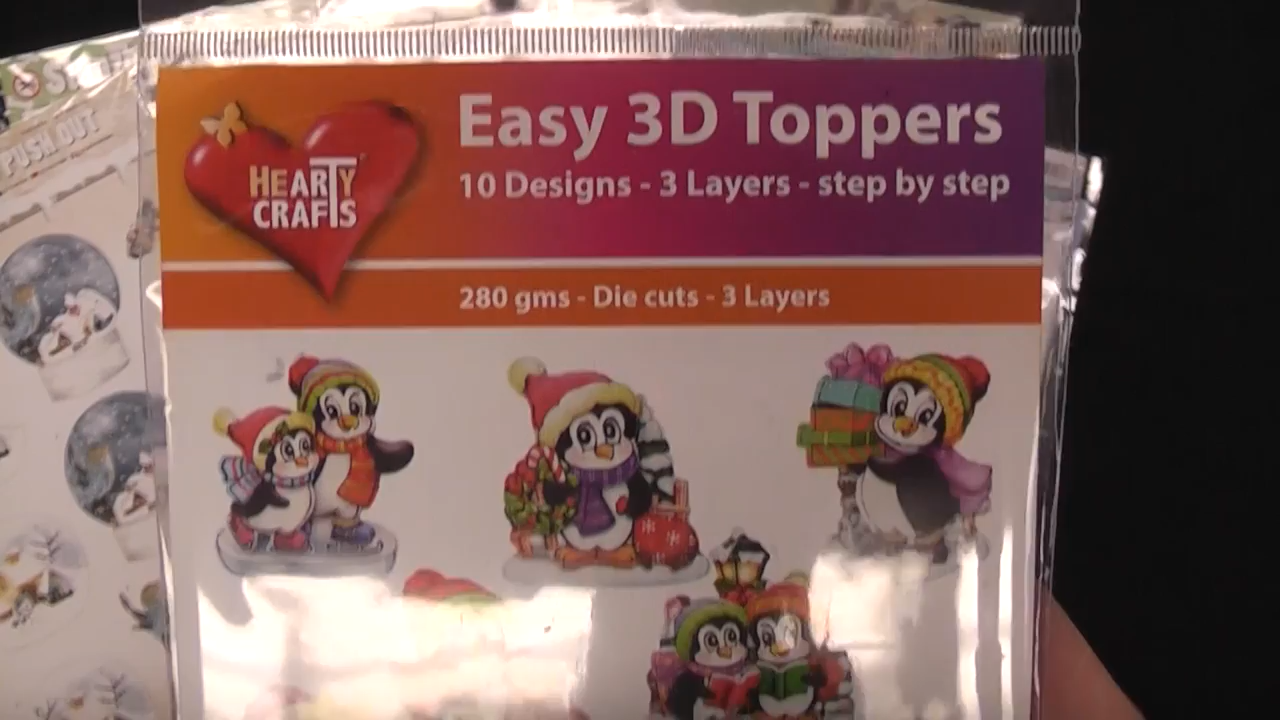 PUSH OUT
HEARTY
CRAFTS
Easy 3D Toppers
10 Designs - 3 Layers - step by step
280 gms - Die cuts - 3 Layers